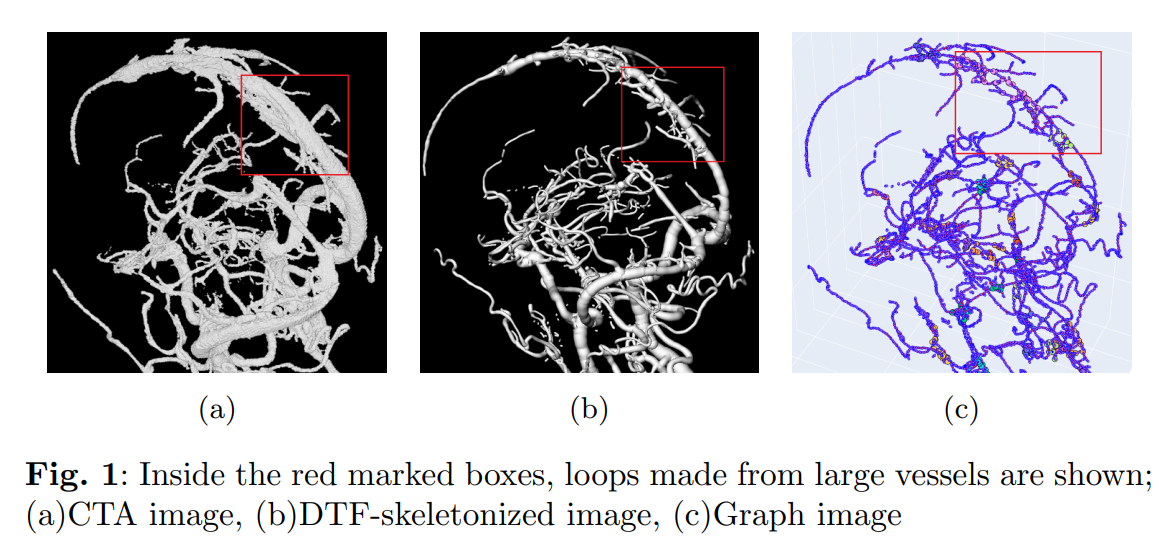 (a)
(b)
(c)
Fig. 1: Inside the red marked boxes, loops made from large vessels are shown;
(a)CTA image, (b)DTF-skeletonized image, (c)Graph image